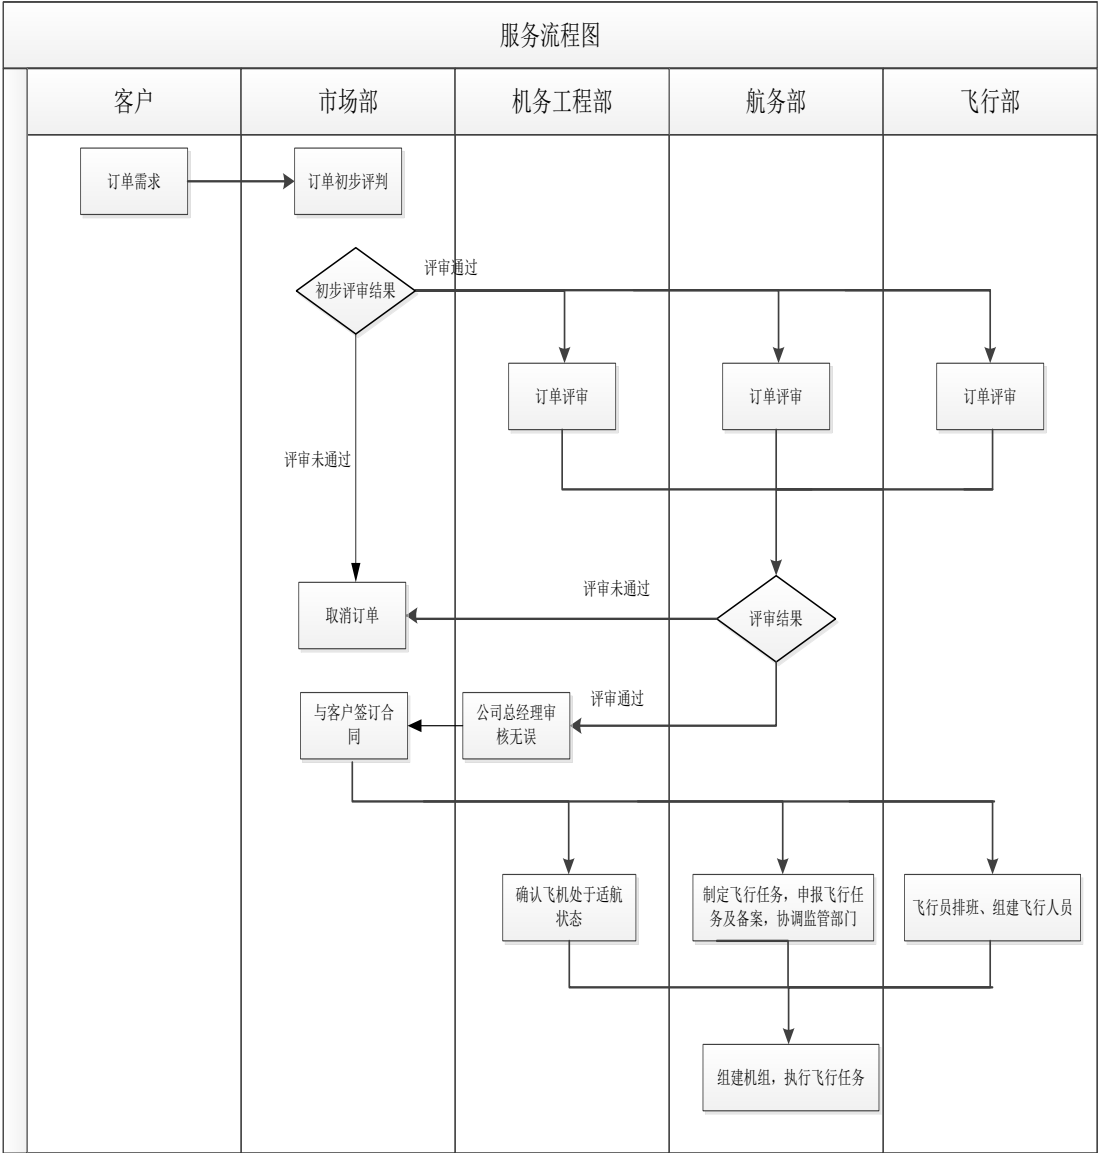 服务流程图
客户
市场部
机务工程部
航务部
飞行部
订单需求
订单初步评判
初步评审结果
评审通过
订单评审
订单评审
订单评审
评审未通过
评审未通过
取消订单
评审结果
评审通过
与客户签订合
同
公司总经理审
核无误
确认飞机处于适航
状态
制定飞行任务，申报飞行任
务及备案，协调监管部门
飞行员排班、组建飞行人员
组建机组，执行飞行任务